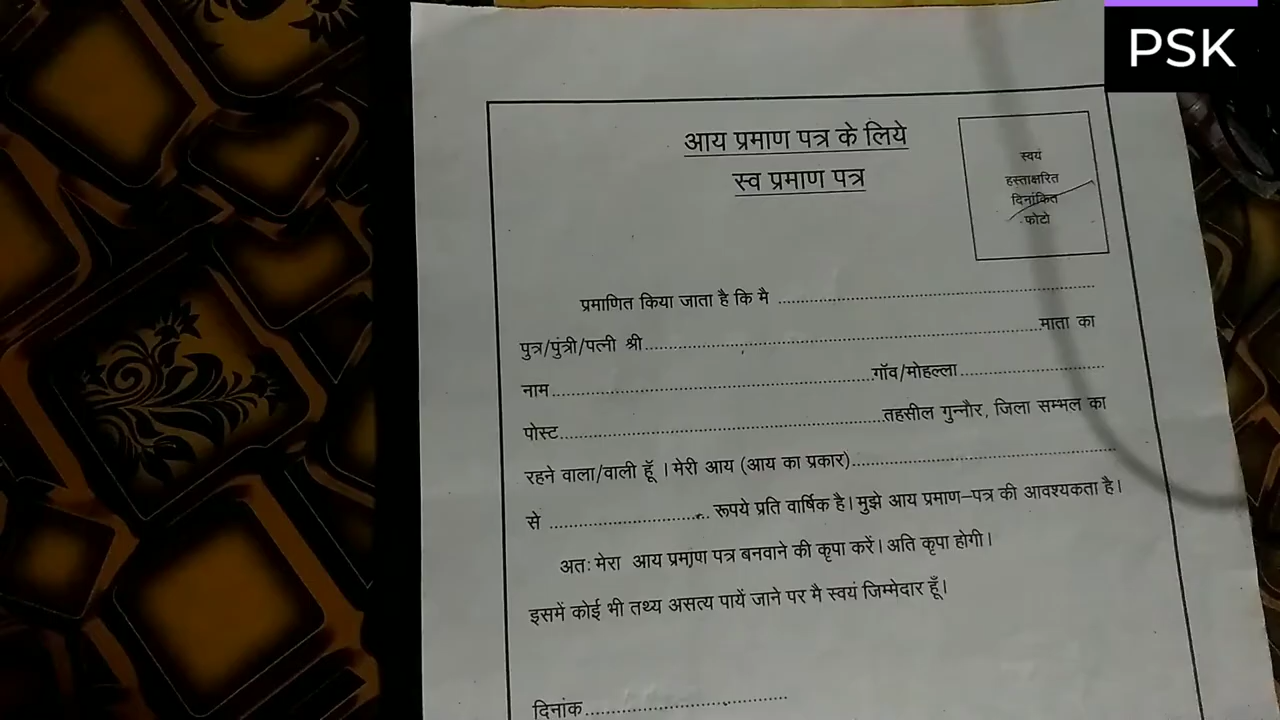 PSK
आय प्रमाण पत्र के लिये
स्व प्रमाण पत्र
स्वयं
हस्ताक्षरित
दिनांकित
फोटो
प्रमाणित किया जाता है कि मै ................................................
पुत्र/पुंत्री/पत्नी श्री................................................माता का
नाम................................................गॉव/मोहल्ला........................
पोस्ट................................................तहसील गुन्नौर, जिला सम्भल का
रहने वाला/वाली हूँ । मेरी आय (आय का प्रकार)........................................
से ........................ रूपये प्रति वार्षिक है। मुझे आय प्रमाण–पत्र की आवश्यकता है।
अतः मेरा आय प्रमाण पत्र बनवाने की कृपा करें। अति कृपा होगी।
इसमें कोई भी तथ्य असत्य पायें जाने पर मै स्वयं जिम्मेदार हूँ।
दिनांक................................